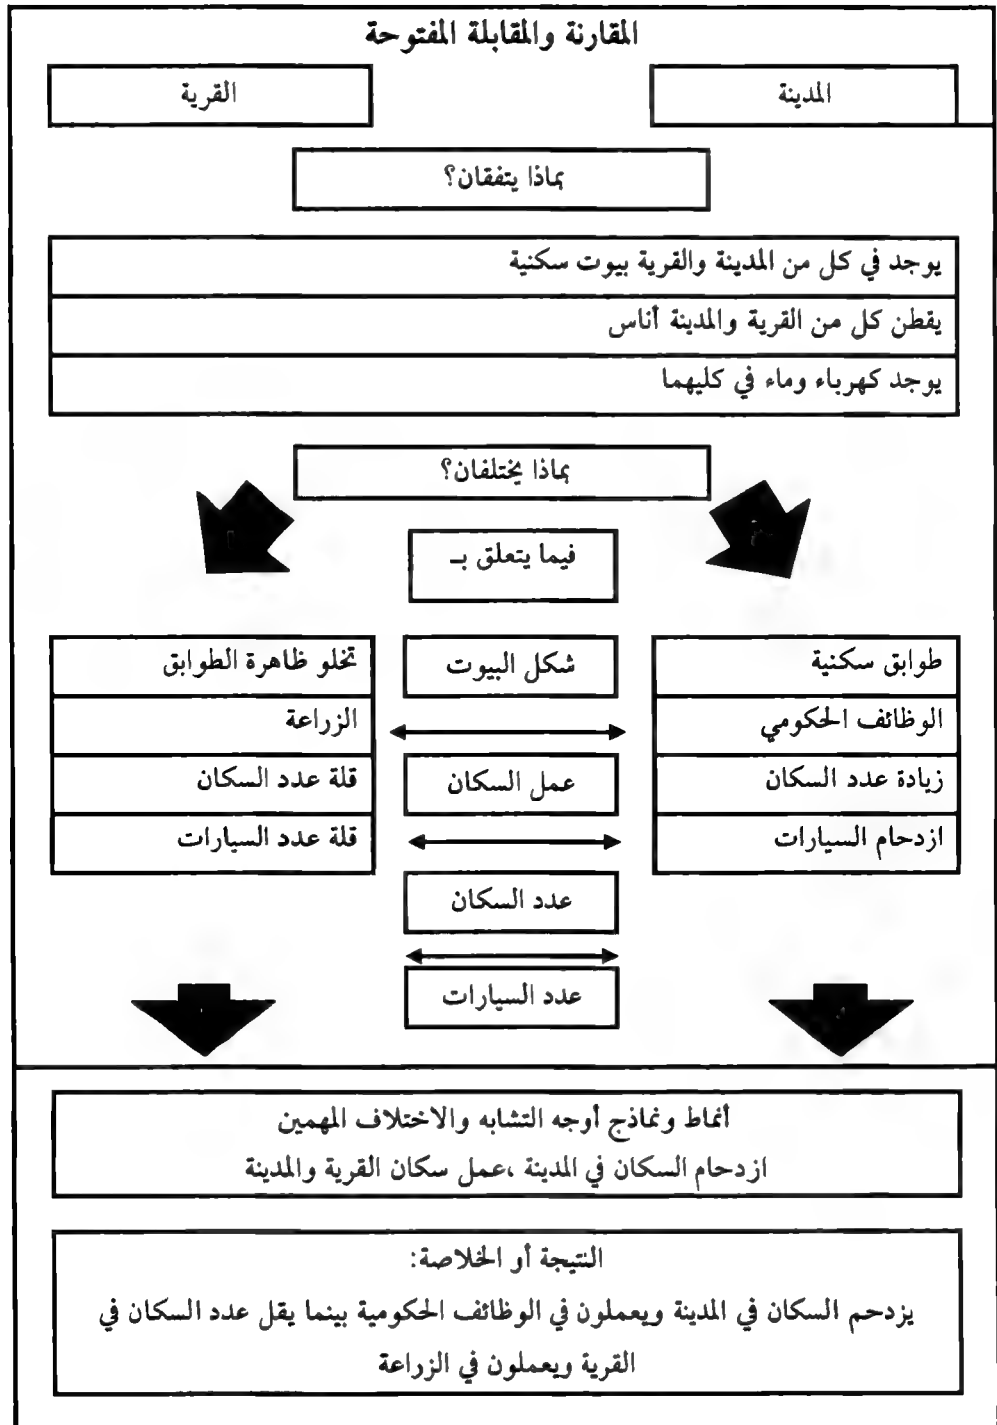 المقارنة والمقابلة المفتوحة
المدينة
القرية
بماذا يتفقان؟
يوجد في كل من المدينة والقرية بيوت سكنية
يقطن كل من القرية والمدينة أناس
يوجد كهرباء وماء في كليهما
بماذا يختلفان؟
فيما يتعلق بـ
طوابق سكنية
شكل البيوت
تخلو ظاهرة الطوابق
الوظائف الحكومي
الزراعة
زيادة عدد السكان
عمل السكان
قلة عدد السكان
ازدحام السيارات
قلة عدد السيارات
عدد السكان
عدد السيارات
أنماط ونماذج أوجه التشابه والاختلاف المهمين
ازدحام السكان في المدينة ،عمل سكان القرية والمدينة
النتيجة أو الخلاصة:
يزدحم السكان في المدينة ويعملون في الوظائف الحكومية بينما يقل عدد السكان في
القرية ويعملون في الزراعة